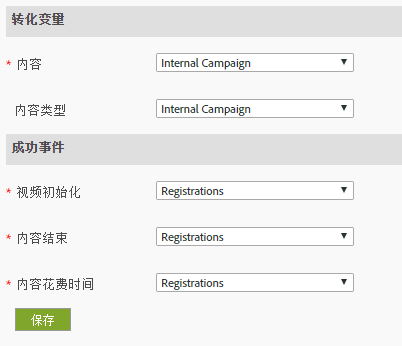 转化变量
* 内容 Internal Campaign
内容类型 Internal Campaign
成功事件
* 视频初始化 Registrations
* 内容结束 Registrations
* 内容花费时间 Registrations
保存